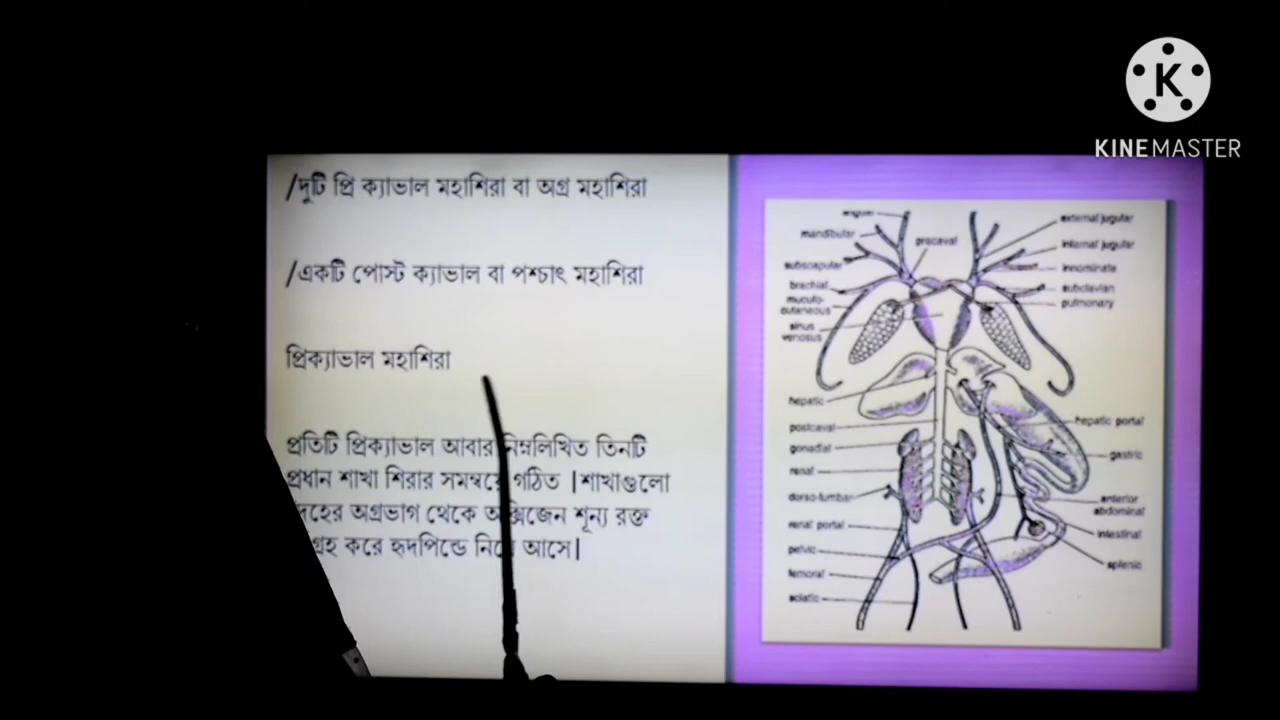 K
KINEMASTER
/দুটি প্রি ক্যাভাল মহাশিরা বা অগ্র মহাশিরা
/একটি পোস্ট ক্যাভাল বা পশ্চাৎ মহাশিরা
প্রিক্যাভাল মহাশিরা
প্রতিটি প্রিক্যাভাল আবার নিম্নলিখিত তিনটি
প্রধান শাখা শিরার সমন্বয়ে গঠিত |শাখাগুলো
দেহের অগ্রভাগ থেকে অক্সিজেন শূন্য রক্ত
করে হৃদপিন্ডে নিয়ে আসে|
mandibular
precaval
subscapular
brachial
musculo-
cutaneous
sinus
venosus
hepatic
postcaval
gonadial
renal
dorso-lumbar
renal portal
pelvic
femoral
sciatic
external jugular
internal jugular
innominate
subclavian
pulmonary
hepatic portal
gastric
anterior
abdominal
intestinal
splenic